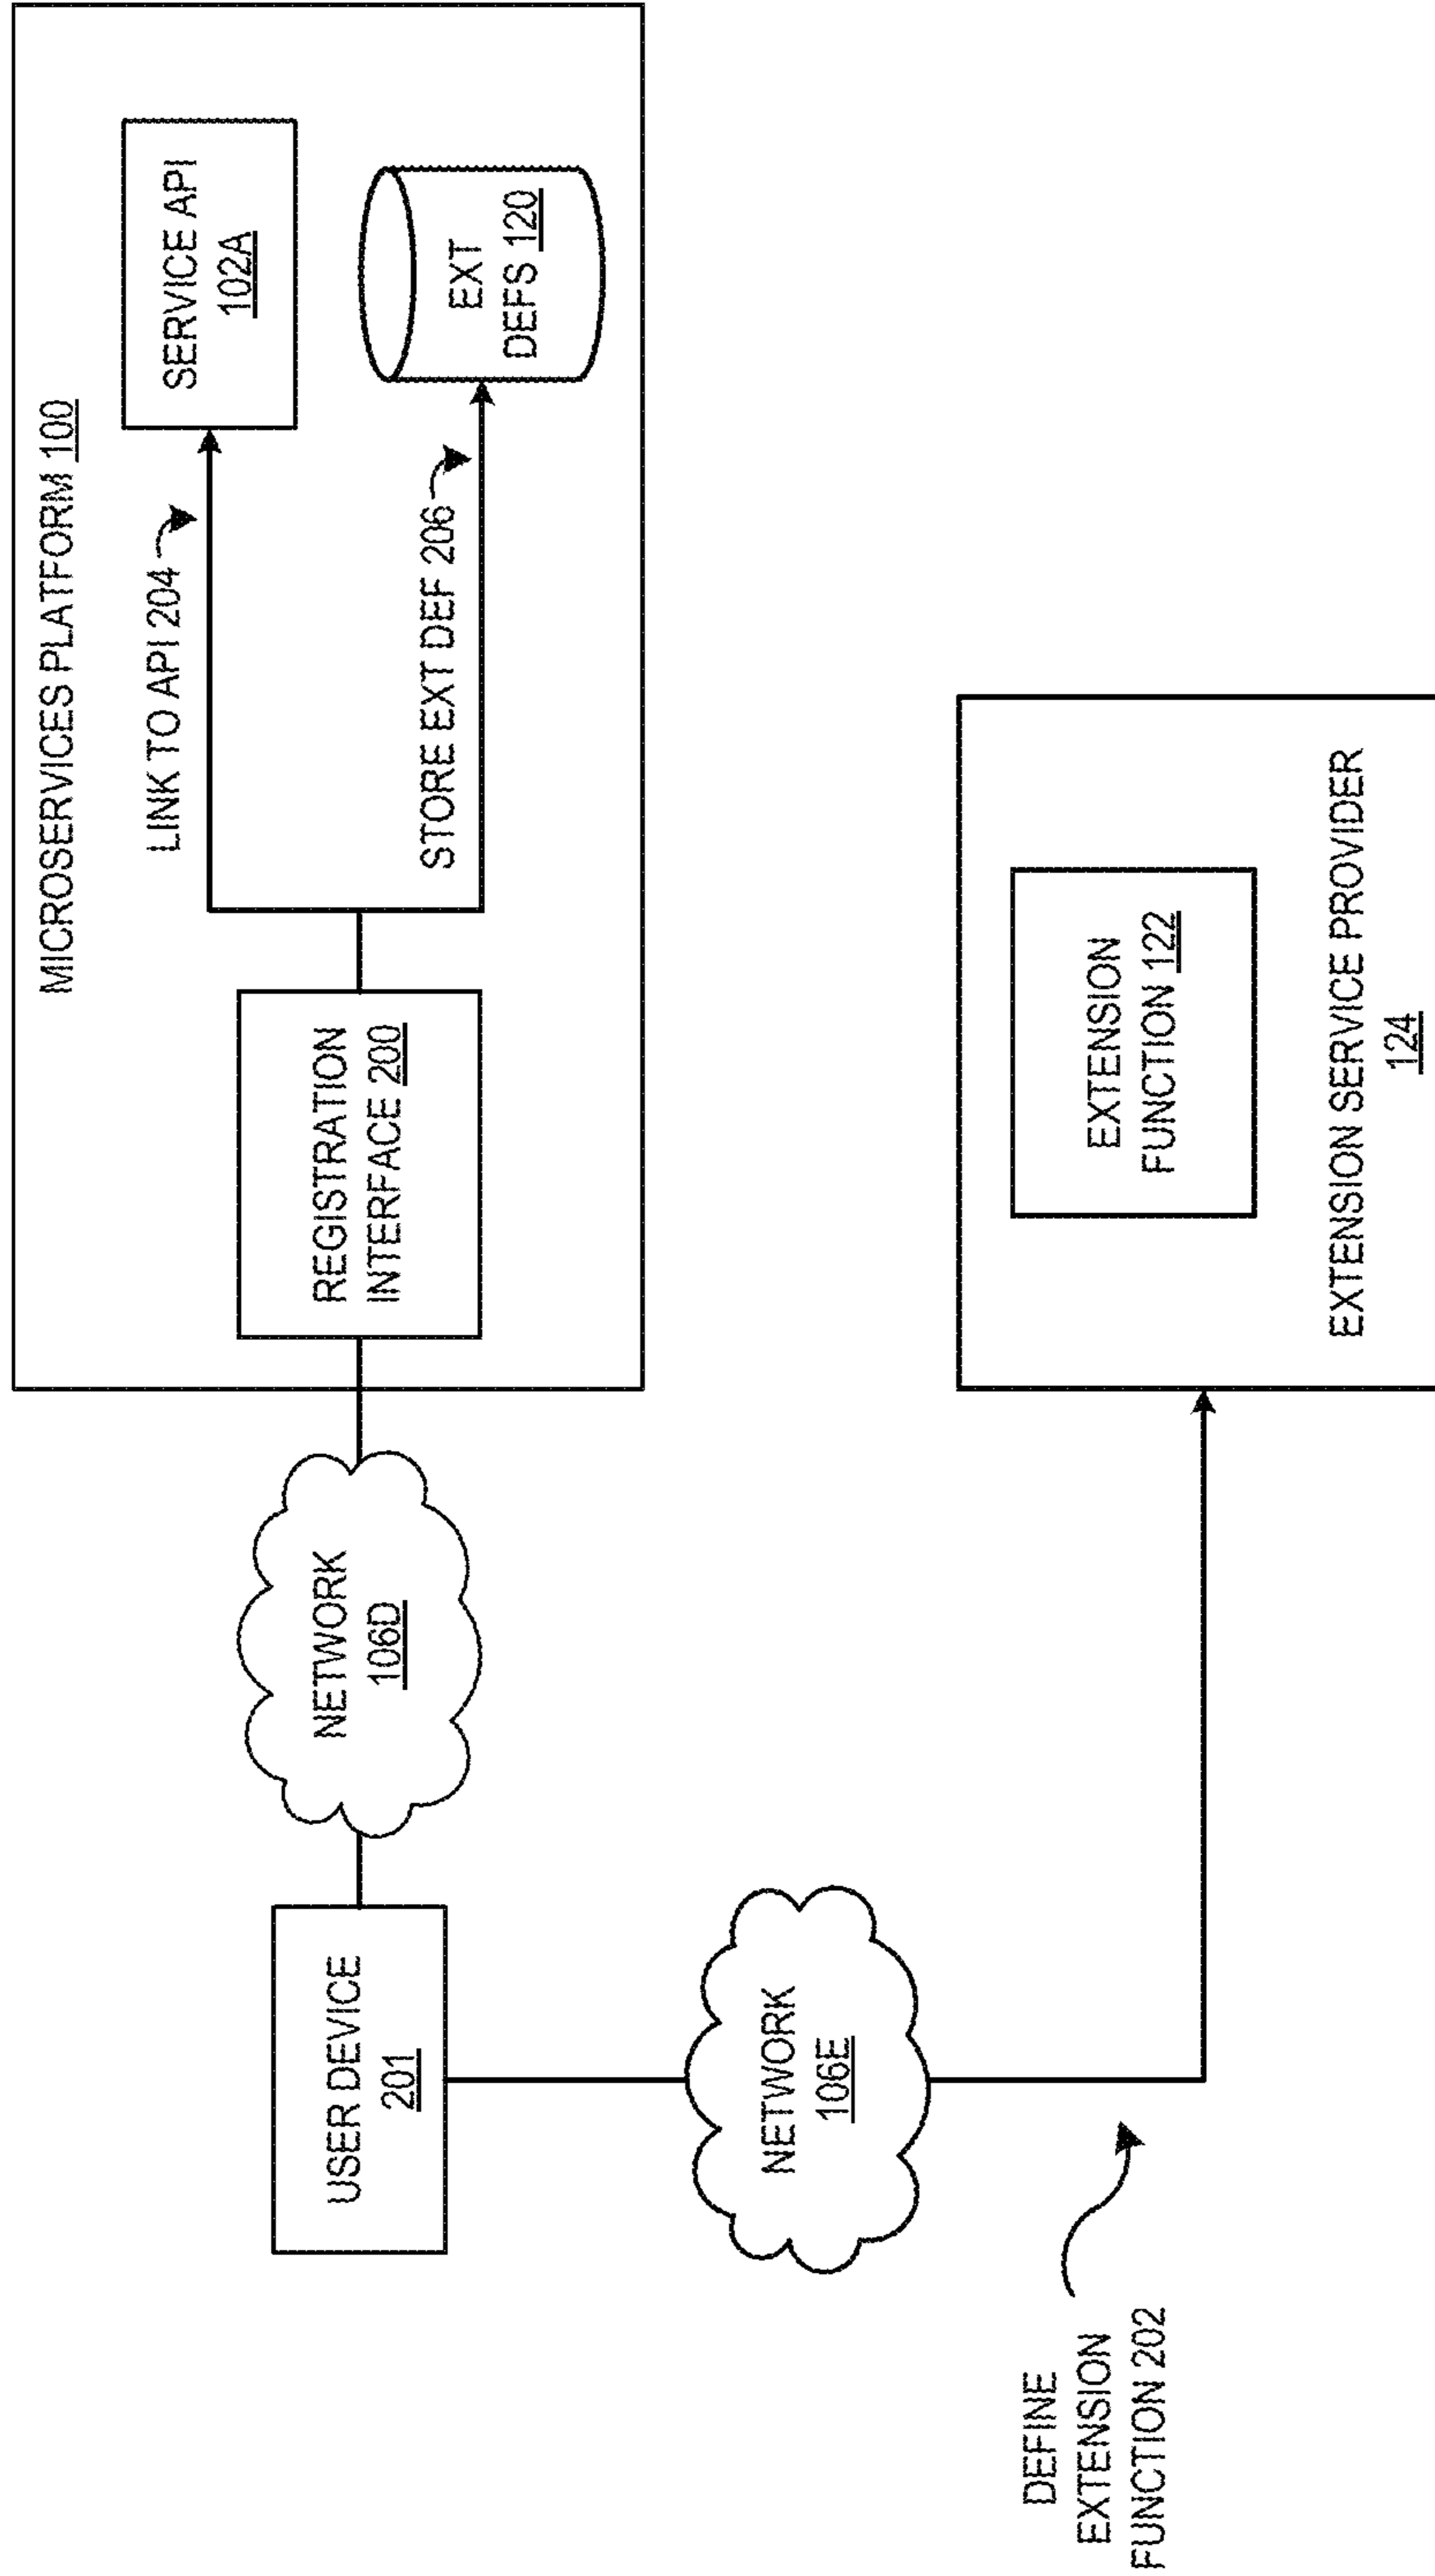 MICROSERVICES PLATFORM 100
LINK TO API 204
SERVICE API
102A
STORE EXT DEF 206
EXT
DEFS 120
REGISTRATION
INTERFACE 200
NETWORK
106D
USER DEVICE
201
NETWORK
106E
DEFINE
EXTENSION
FUNCTION 202
EXTENSION
FUNCTION 122
EXTENSION SERVICE PROVIDER
124